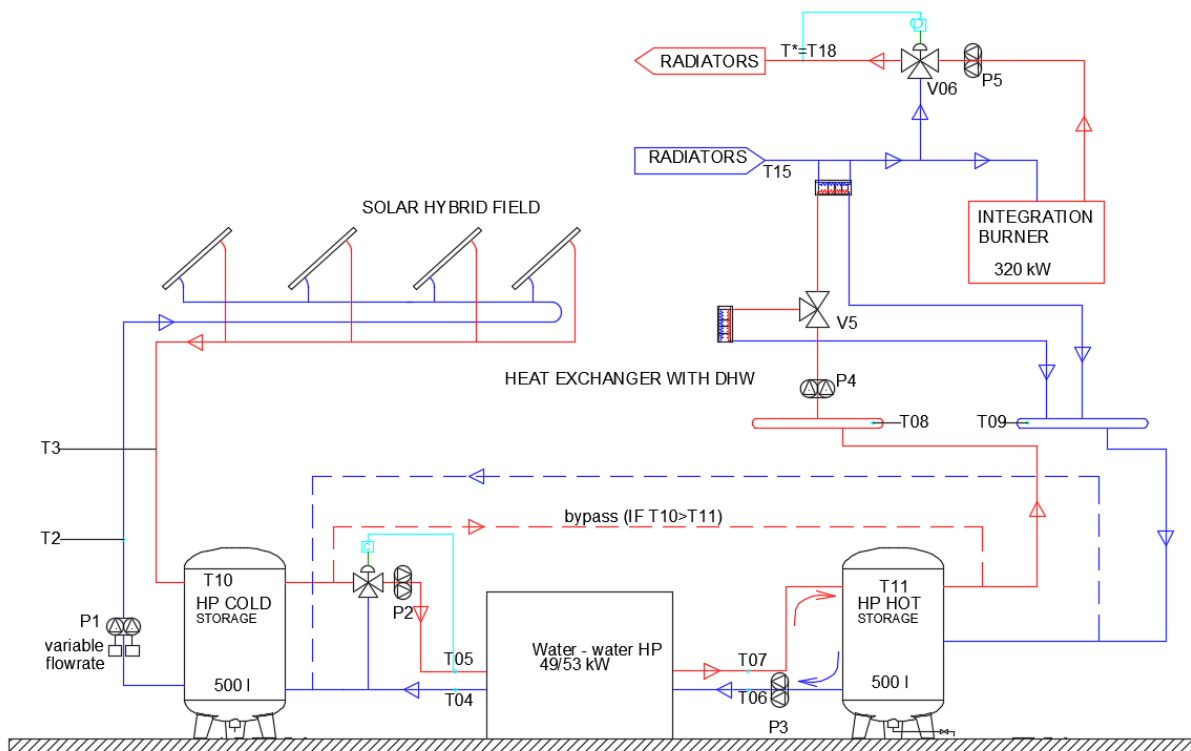 T*=T18
RADIATORS
P5
V06
RADIATORS
T15
SOLAR HYBRID FIELD
INTEGRATION
BURNER
320 kW
V5
HEAT EXCHANGER WITH DHW
P4
T08
T09
T3
bypass (IF T10>T11)
T2
T10
HP COLD
STORAGE
C
P2
T11
HP HOT
STORAGE
P1
variable
flowrate
Water - water HP
49/53 kW
T05
T07
500 l
T04
T06
500 l
P3